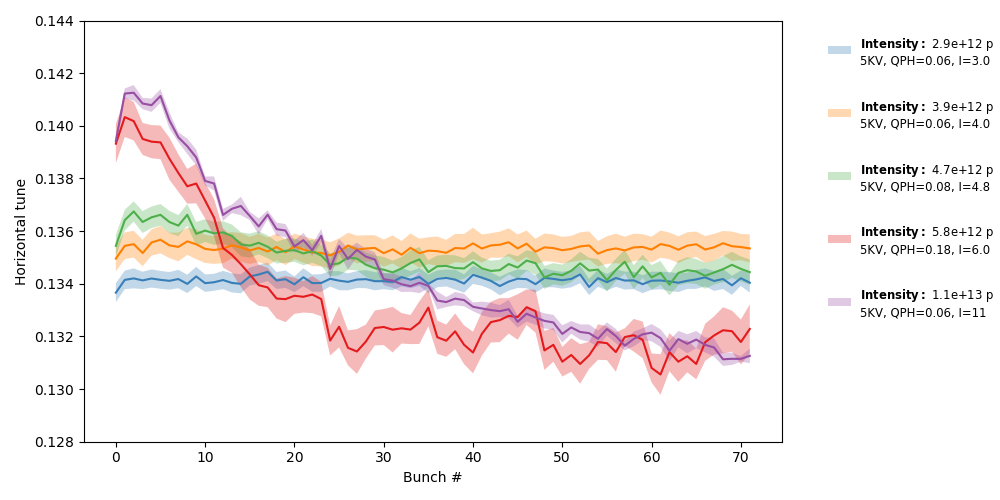 0.144
0.142
0.140
0.138
0.136
0.134
0.132
0.130
0.128
Horizontal tune
0 10 20 30 40 50 60 70
Bunch #
Intensity: 2.9e+12 p
5KV, QPH=0.06, I=3.0
Intensity: 3.9e+12 p
5KV, QPH=0.06, I=4.0
Intensity: 4.7e+12 p
5KV, QPH=0.08, I=4.8
Intensity: 5.8e+12 p
5KV, QPH=0.18, I=6.0
Intensity: 1.1e+13 p
5KV, QPH=0.06, I=11